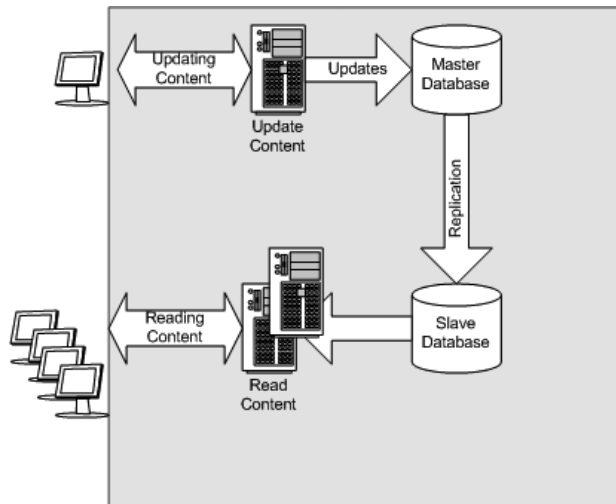 Updating
Content
Updates
Master
Database
Update
Content
Replication
Reading
Content
Slave
Database
Read
Content